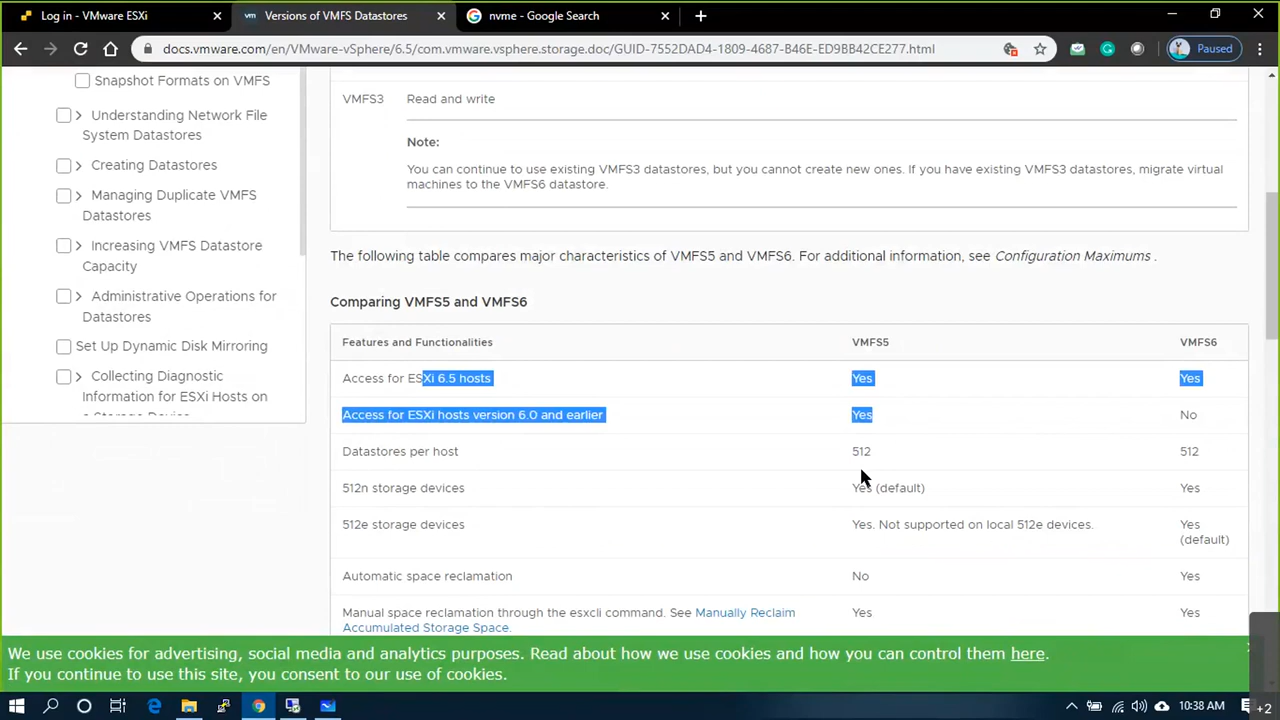 Log in - VMware ESXi
vm Versions of VMFS Datastores
nvme - Google Search
docs.vmware.com/en/VMware-vSphere/6.5/com.vmware.vsphere.storage.doc/GUID-7552DAD4-1809-4687-B46E-ED9BB42CE277.html
Paused
Snapshot Formats on VMFS
Understanding Network File
System Datastores
Creating Datastores
Managing Duplicate VMFS
Datastores
Increasing VMFS Datastore
Capacity
Administrative Operations for
Datastores
Set Up Dynamic Disk Mirroring
Collecting Diagnostic
Information for ESXi Hosts on
a Storage Device
VMFS3 Read and write
Note:
You can continue to use existing VMFS3 datastores, but you cannot create new ones. If you have existing VMFS3 datastores, migrate virtual
machines to the VMFS6 datastore.
The following table compares major characteristics of VMFS5 and VMFS6. For additional information, see Configuration Maximums .
Comparing VMFS5 and VMFS6
Features and Functionalities VMFS5 VMFS6
Access for ESXi 6.5 hosts Yes Yes
Access for ESXi hosts version 6.0 and earlier Yes No
Datastores per host 512 512
512n storage devices Yes (default) Yes
512e storage devices Yes. Not supported on local 512e devices. Yes
(default)
Automatic space reclamation No Yes
Manual space reclamation through the esxcli command. See Manually Reclaim Yes Yes
Accumulated Storage Space.
We use cookies for advertising, social media and analytics purposes. Read about how we use cookies and how you can control them here.
If you continue to use this site, you consent to our use of cookies.
10:38 AM
+2